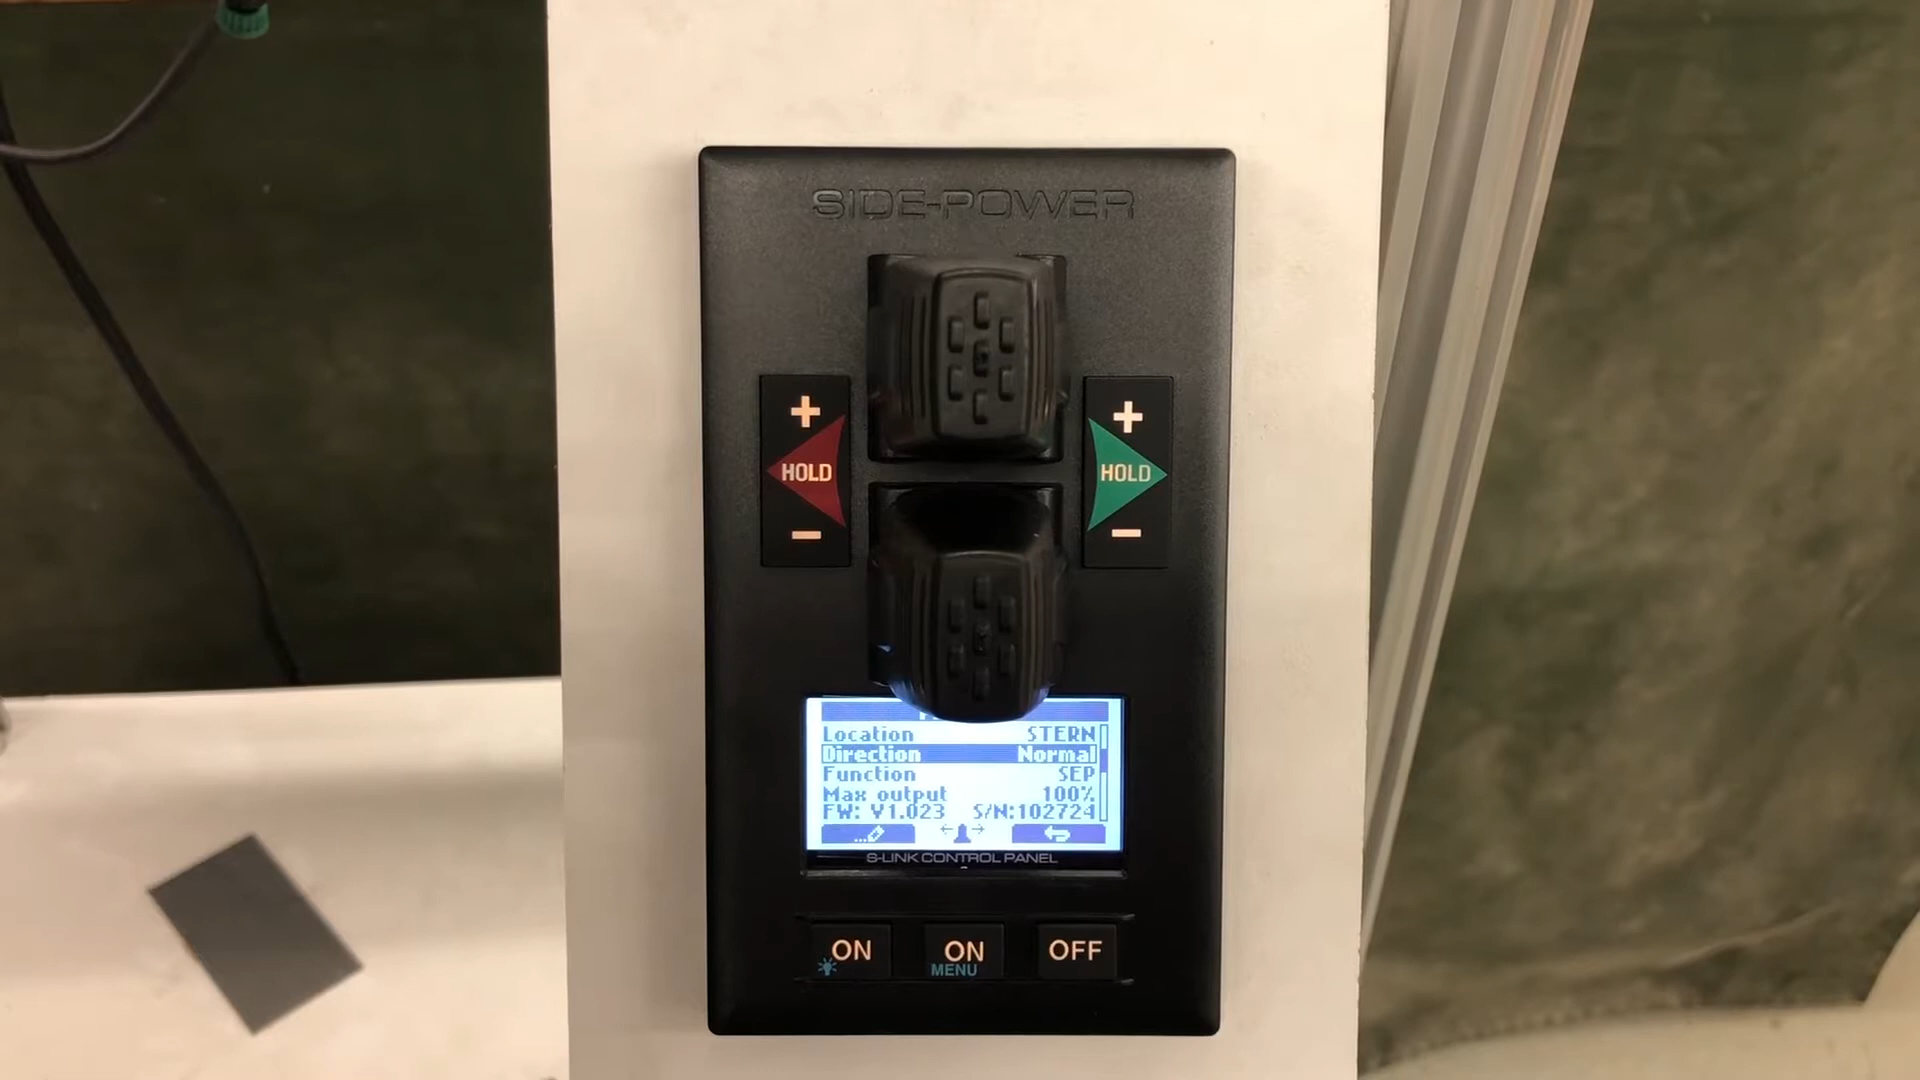 SIDE-POWER
+ +
HOLD HOLD
- -
Location STERN
Direction Normal
Function SEP
Max output 100%
FW: V1.023 S/N:102724
S-LINK CONTROL PANEL
ON ON OFF
MENU